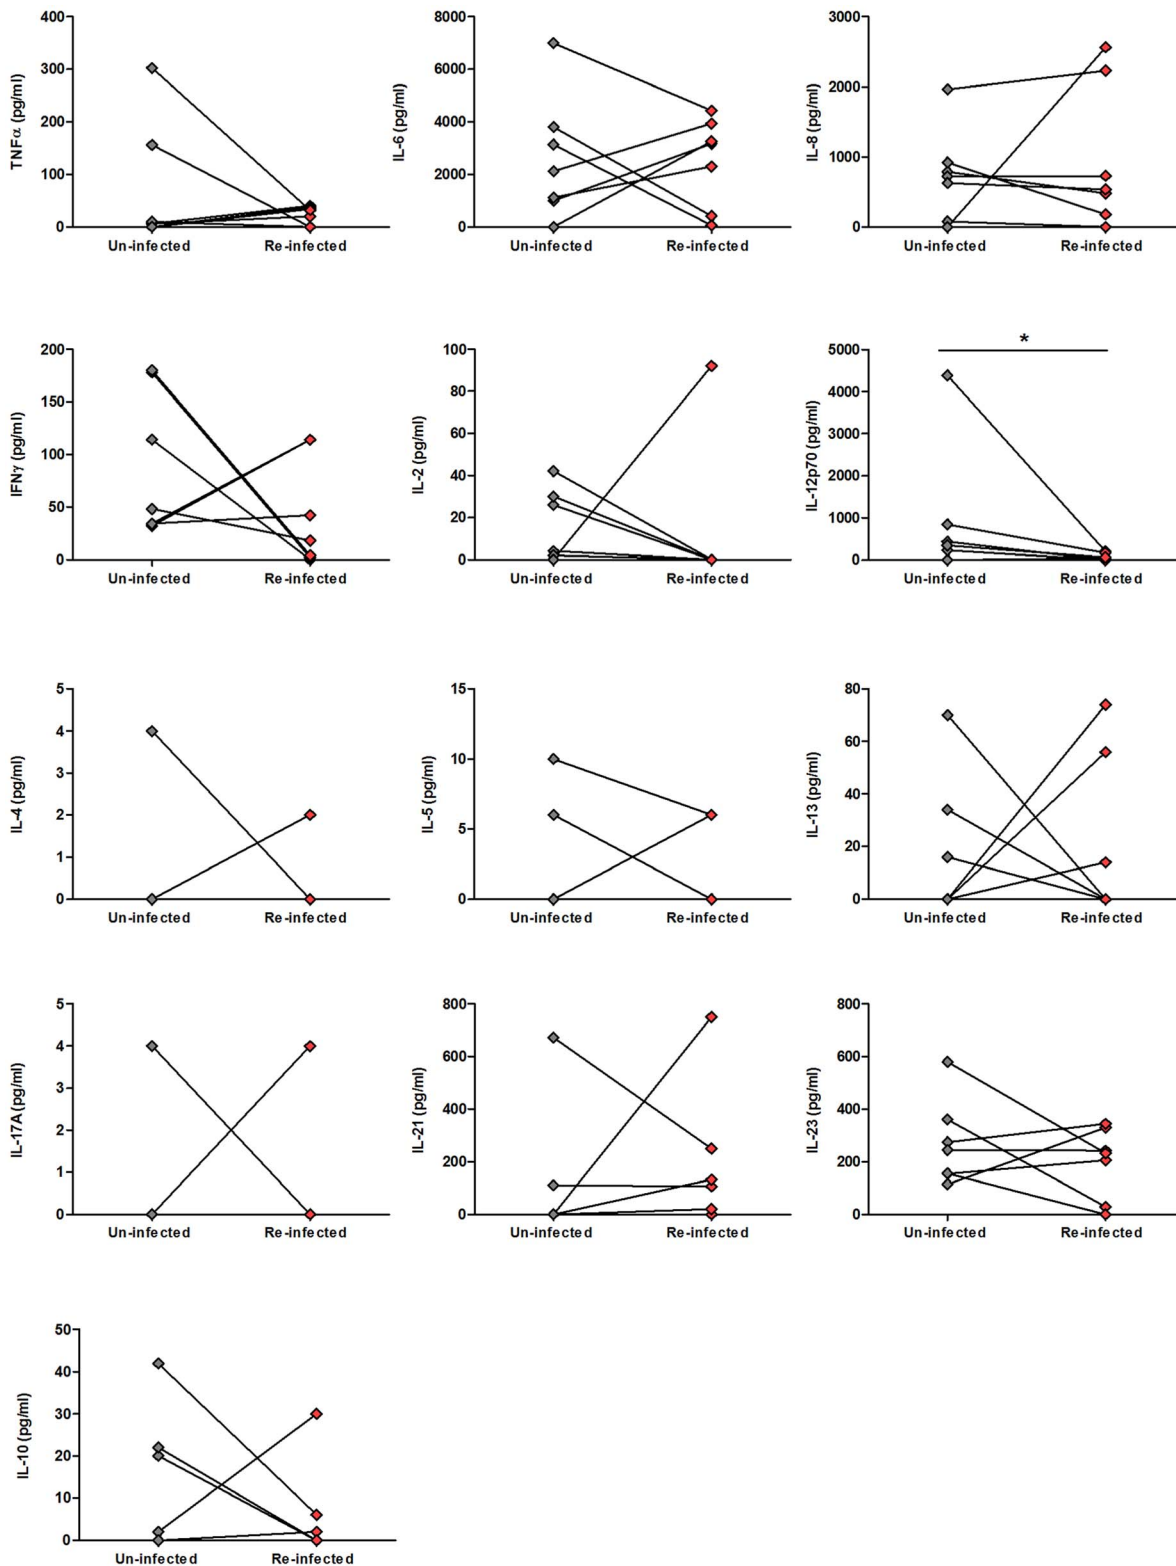 TNFα (pg/ml)
400
300
200
100
0
Un-infected Re-infected
IL-6 (pg/ml)
8000
6000
4000
2000
0
Un-infected Re-infected
IL-8 (pg/ml)
3000
2000
1000
0
Un-infected Re-infected
IFNγ (pg/ml)
200
150
100
50
0
Un-infected Re-infected
IL-2 (pg/ml)
100
80
60
40
20
0
Un-infected Re-infected
IL-12p70 (pg/ml)
*
5000
4000
3000
2000
1000
0
Un-infected Re-infected
IL-4 (pg/ml)
5
4
3
2
1
0
Un-infected Re-infected
IL-5 (pg/ml)
15
10
5
0
Un-infected Re-infected
IL-13 (pg/ml)
80
60
40
20
0
Un-infected Re-infected
IL-17A (pg/ml)
5
4
3
2
1
0
Un-infected Re-infected
IL-21 (pg/ml)
800
600
400
200
0
Un-infected Re-infected
IL-23 (pg/ml)
800
600
400
200
0
Un-infected Re-infected
IL-10 (pg/ml)
50
40
30
20
10
0
Un-infected Re-infected